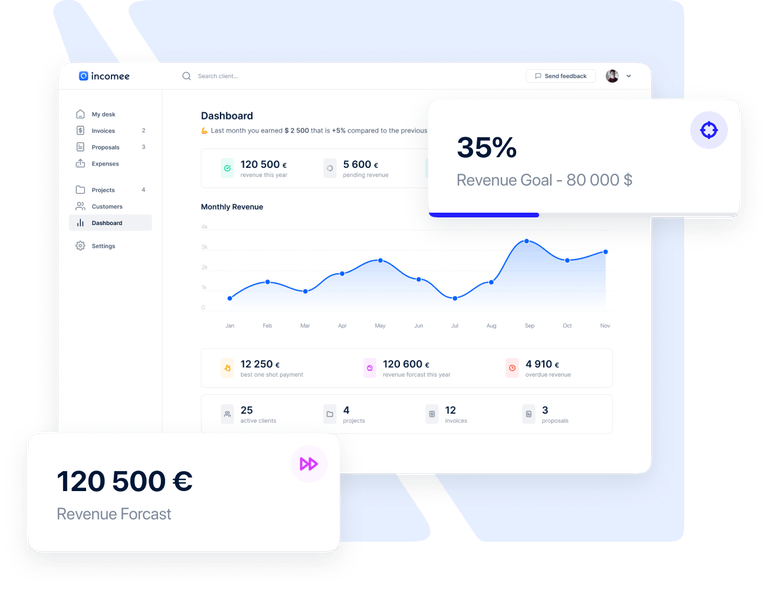 incomee
Search client...
Send feedback
My desk
Invoices 2
Proposals 3
Expenses
Projects 4
Customers
Dashboard
Settings
Dashboard
💪 Last month you earned $ 2 500 that is +5% compared to the previous
120 500 €
revenue this year
5 600 €
pending revenue
35%
Revenue Goal - 80 000 $
Monthly Revenue
4k
3k
2k
1k
0
Jan Feb Mar Apr May Jun Jul Aug Sep Oct Nov
12 250 €
best one shot payment
120 600 €
revenue forcast this year
4 910 €
overdue revenue
25
active clients
4
projects
12
invoices
3
proposals
120 500 €
Revenue Forcast